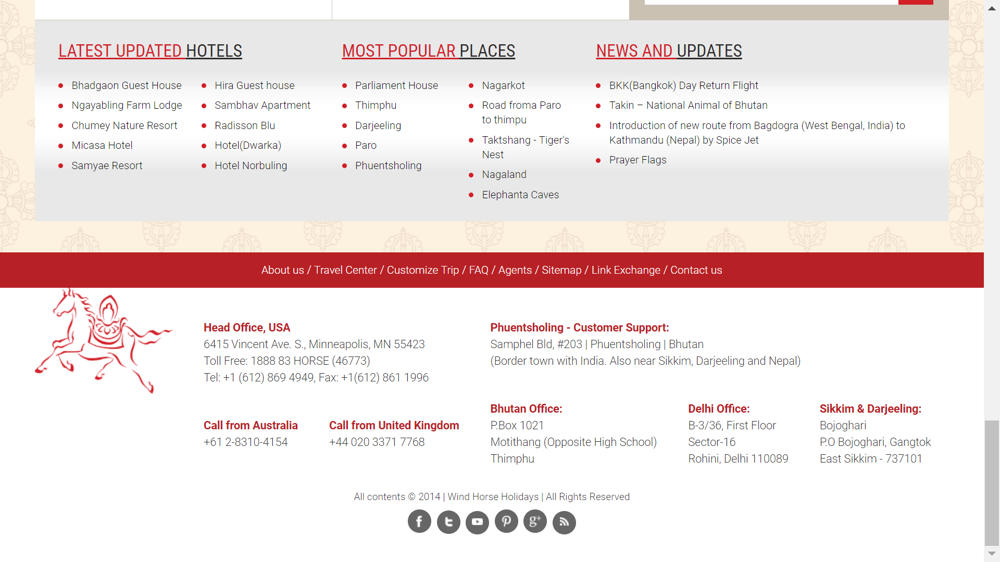 LATEST UPDATED HOTELS
Bhadgaon Guest House
Ngayabling Farm Lodge
Chumey Nature Resort
Micasa Hotel
Samyae Resort
Hira Guest house
Sambhav Apartment
Radisson Blu
Hotel(Dwarka)
Hotel Norbuling
MOST POPULAR PLACES
Parliament House
Thimphu
Darjeeling
Paro
Phuentsholing
Nagarkot
Road froma Paro
to thimpu
Taktshang - Tiger's
Nest
Nagaland
Elephanta Caves
NEWS AND UPDATES
BKK(Bangkok) Day Return Flight
Takin – National Animal of Bhutan
Introduction of new route from Bagdogra (West Bengal, India) to
Kathmandu (Nepal) by Spice Jet
Prayer Flags
About us / Travel Center / Customize Trip / FAQ / Agents / Sitemap / Link Exchange / Contact us
Head Office, USA
6415 Vincent Ave. S., Minneapolis, MN 55423
Toll Free: 1888 83 HORSE (46773)
Tel: +1 (612) 869 4949, Fax: +1(612) 861 1996
Phuentsholing - Customer Support:
Samphel Bld, #203 | Phuentsholing | Bhutan
(Border town with India. Also near Sikkim, Darjeeling and Nepal)
Call from Australia
+61 2-8310-4154
Call from United Kingdom
+44 020 3371 7768
Bhutan Office:
P.Box 1021
Motithang (Opposite High School)
Thimphu
Delhi Office:
B-3/36, First Floor
Sector-16
Rohini, Delhi 110089
Sikkim & Darjeeling:
Bojoghari
P.O Bojoghari, Gangtok
East Sikkim - 737101
All contents © 2014 | Wind Horse Holidays | All Rights Reserved